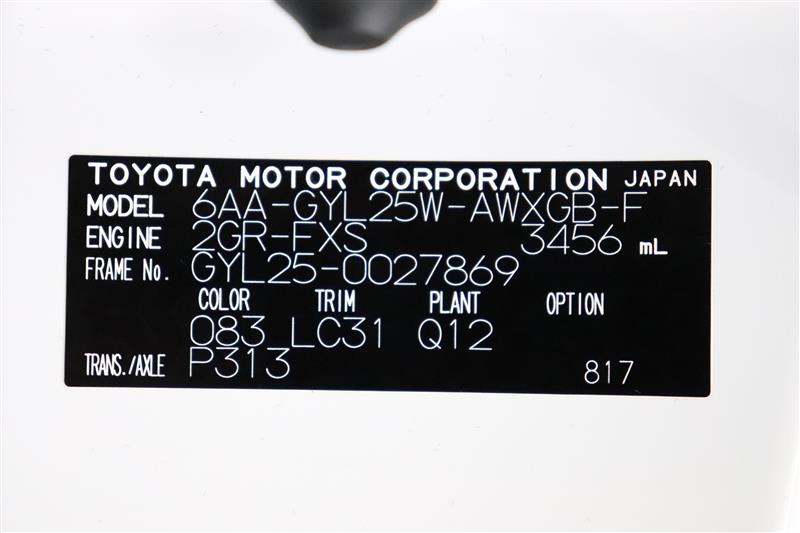 TOYOTA MOTOR CORPORATION JAPAN
MODEL 6AA-GYL25W-AWXGB-F
ENGINE 2GR-FXS 3456 mL
FRAME No. GYL25-0027869
COLOR TRIM PLANT OPTION
083 LC31 Q12
TRANS./AXLE P313 817